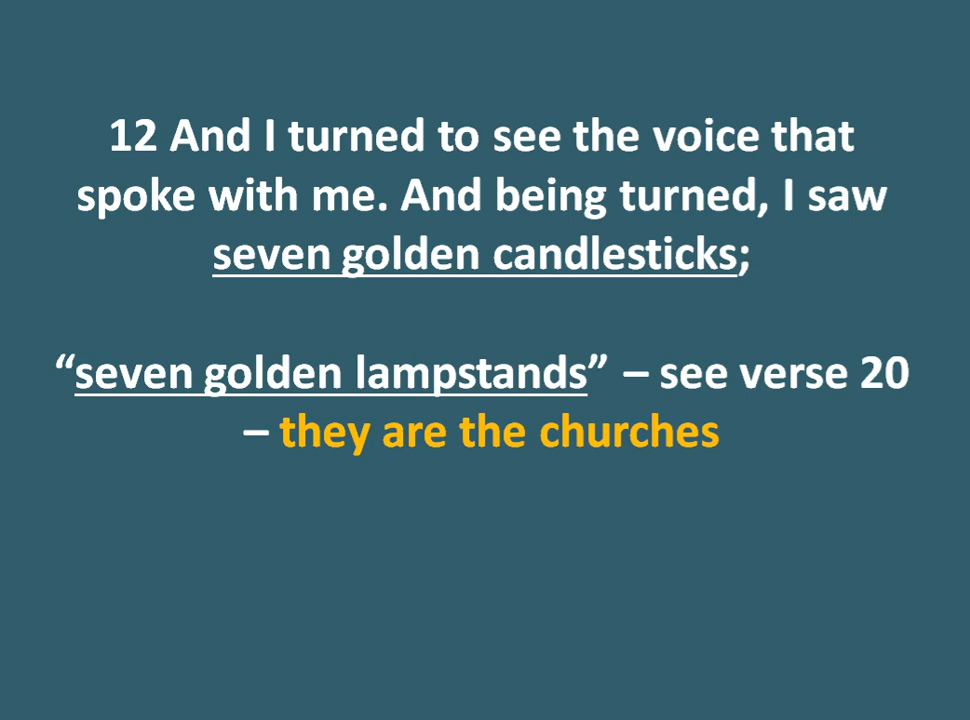 12 And I turned to see the voice that
spoke with me. And being turned, I saw
seven golden candlesticks;
“seven golden lampstands” – see verse 20
– they are the churches